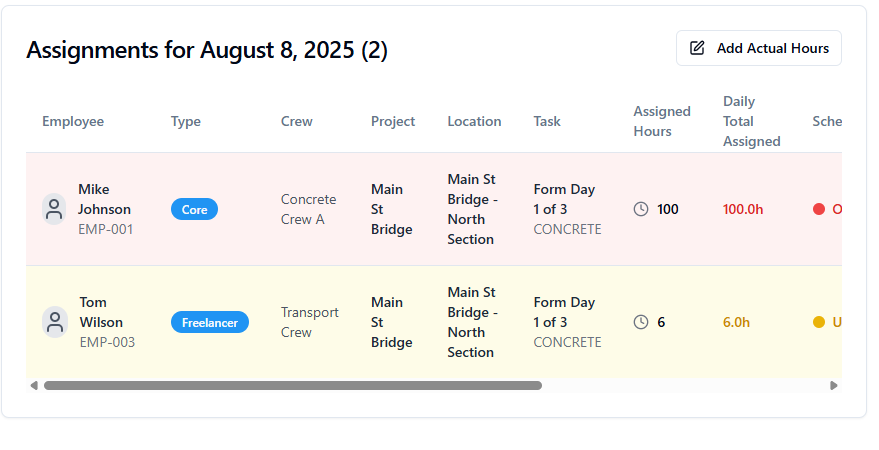 Assignments for August 8, 2025 (2)
Add Actual Hours
Employee
Type
Crew
Project
Location
Task
Assigned
Hours
Daily
Total
Assigned
Sche
Mike
Johnson
EMP-001
Core
Concrete
Crew A
Main
St
Bridge
Main St
Bridge -
North
Section
Form Day
1 of 3
CONCRETE
100
100.0h
O
Tom
Wilson
EMP-003
Freelancer
Transport
Crew
Main
St
Bridge
Main St
Bridge -
North
Section
Form Day
1 of 3
CONCRETE
6
6.0h
U